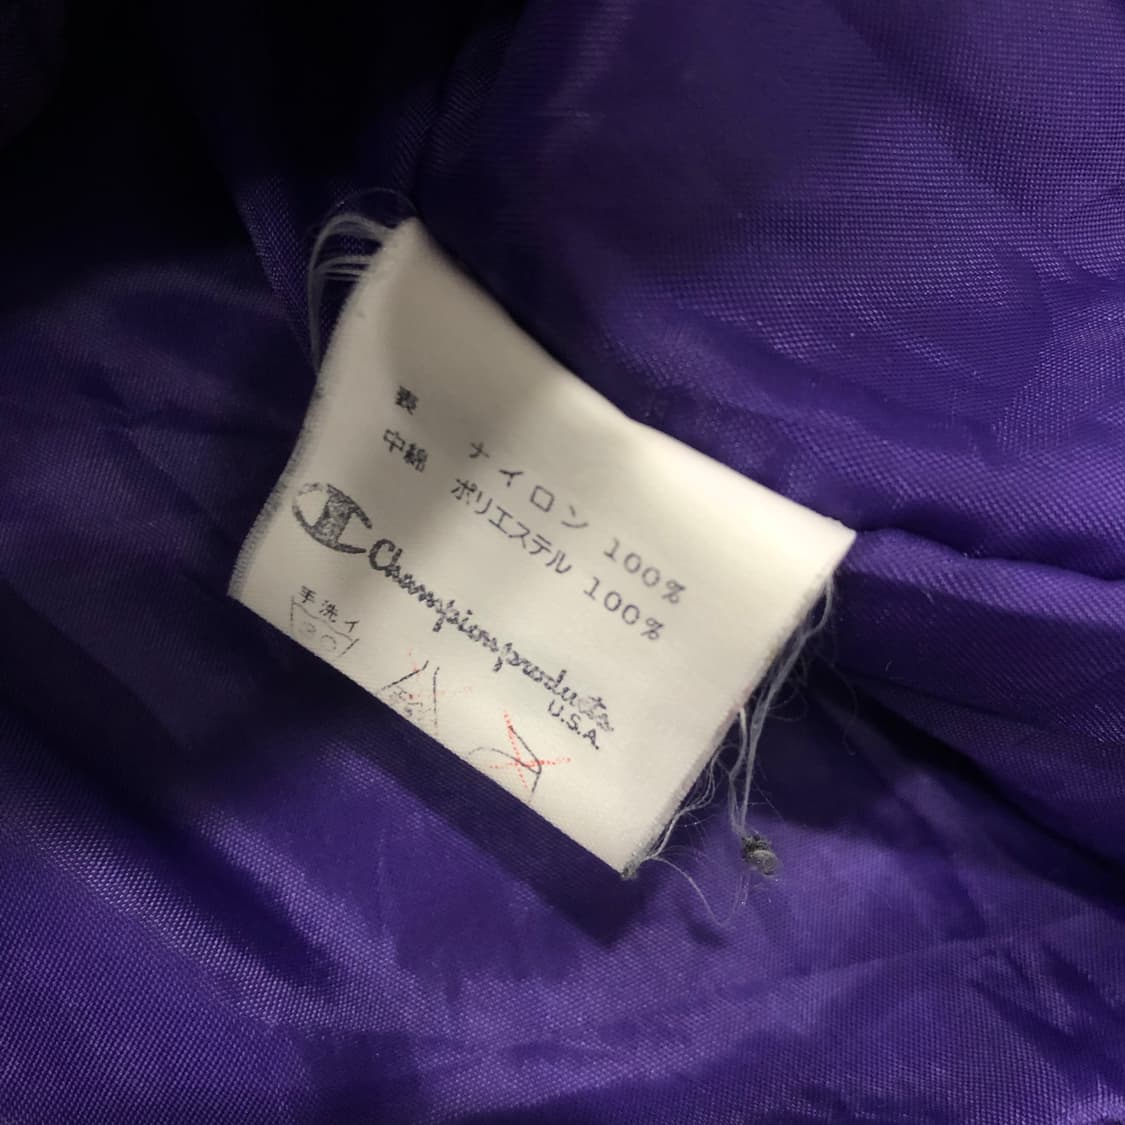 表 ナイロン 100%
中綿 ポリエステル 100%
Champion products
U.S.A.
手洗イ
30